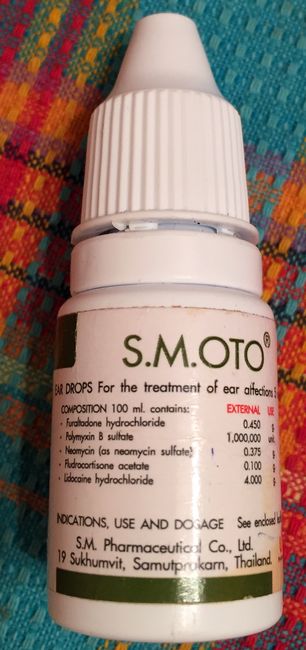 S.M.OTO®
EAR DROPS For the treatment of ear affections 5
COMPOSITION 100 ml. contains: EXTERNAL USE
• Furaltadone hydrochloride 0.450 g.
• Polymyxin B sulfate 1,000,000 unit.
• Neomycin (as neomycin sulfate) 0.375 g.
• Fludrocortisone acetate 0.100 g.
• Lidocaine hydrochloride 4.000 g.
INDICATIONS, USE AND DOSAGE See enclosed
S.M. Pharmaceutical Co., Ltd.
19 Sukhumvit, Samutprakarn, Thailand.